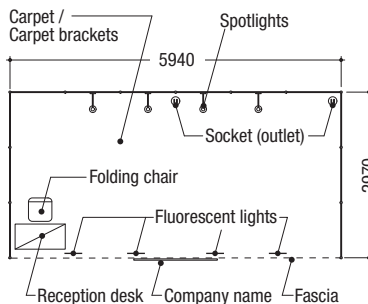 Carpet /
Carpet brackets
Spotlights
5940
Socket (outlet)
2970
Folding chair
Fluorescent lights
Reception desk
Company name
Fascia